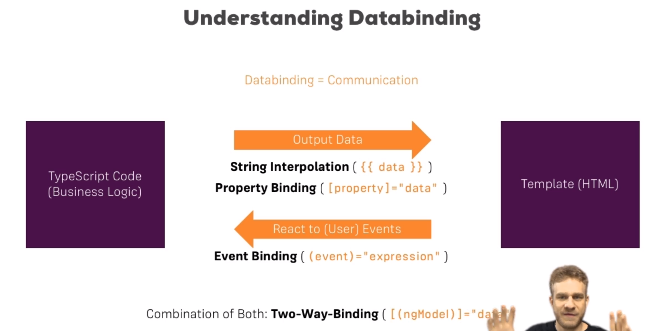 Understanding Databinding
Databinding = Communication
TypeScript Code
(Business Logic)
Output Data
String Interpolation ( {{ data }} )
Property Binding ( [property]="data" )
React to (User) Events
Event Binding ( (event)="expression" )
Template (HTML)
Combination of Both: Two-Way-Binding ( [(ngModel)]="data"